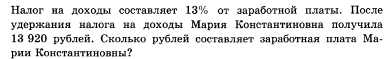 Налог на доходы составляет 13% от заработной платы. После
удержания налога на доходы Мария Константиновна получила
13 920 рублей. Сколько рублей составляет заработная плата Ма-
рии Константиновны?